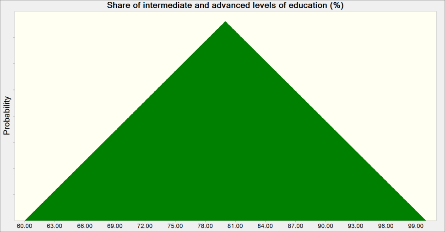 Share of intermediate and advanced levels of education (%)
Probability
60.00 63.00 66.00 69.00 72.00 75.00 78.00 81.00 84.00 87.00 90.00 93.00 96.00 99.00